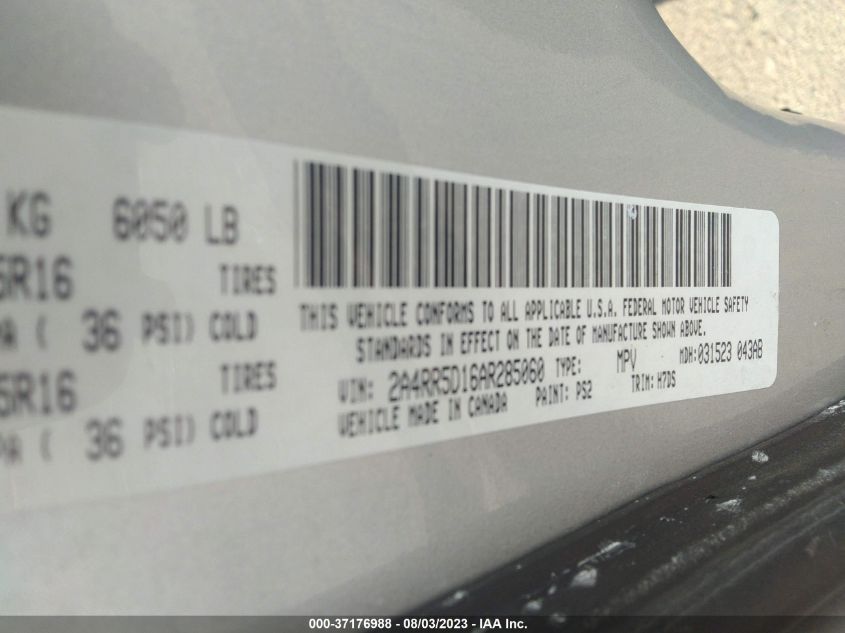 KG 6050 LB
5R16 TIRES
PA ( 36 PSI) COLD
5R16 TIRES
PA ( 36 PSI) COLD
THIS VEHICLE CONFORMS TO ALL APPLICABLE U.S.A. FEDERAL MOTOR VEHICLE SAFETY
STANDARDS IN EFFECT ON THE DATE OF MANUFACTURE SHOWN ABOVE.
VIN: 2A4RR5D16AR285060 TYPE: MPV MDH:031523 043AB
VEHICLE MADE IN CANADA PAINT: PS2 TRIM: H7DS
000-37176988 - 08/03/2023 - IAA Inc.